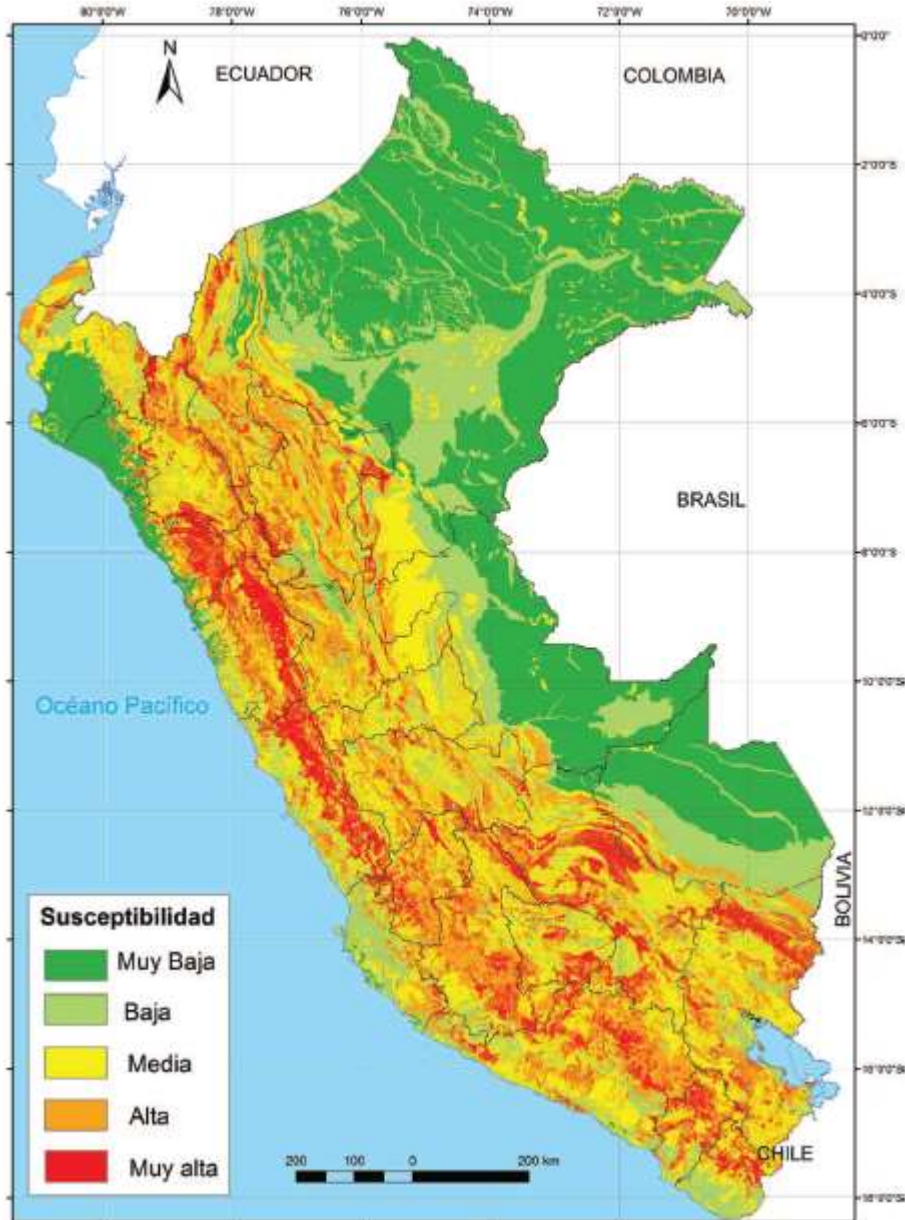 80°0'0"W
78°0'0"W
76°0'0"W
74°0'0"W
72°0'0"W
70°0'0"W
N
ECUADOR
COLOMBIA
BRASIL
BOLIVIA
CHILE
Océano Pacífico
0°0'0"
2°0'0"S
4°0'0"S
6°0'0"S
8°0'0"S
10°0'0"S
12°0'0"S
14°0'0"S
16°0'0"S
18°0'0"S
Susceptibilidad
Muy Baja
Baja
Media
Alta
Muy alta
200 100 0 200 km